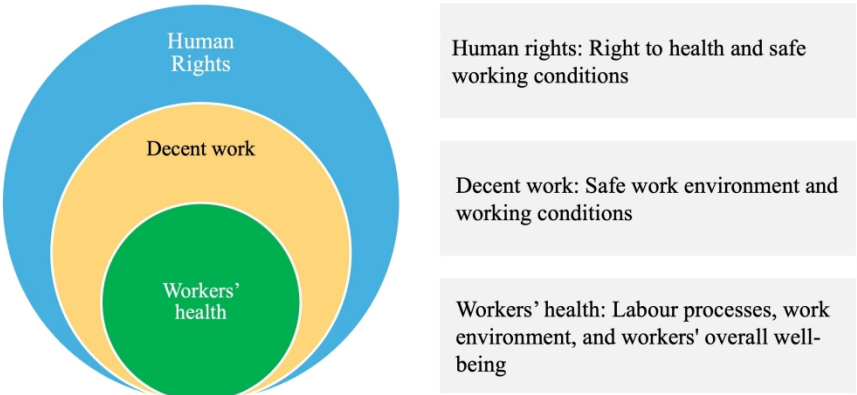 Human
Rights
Decent work
Workers’
health
Human rights: Right to health and safe
working conditions
Decent work: Safe work environment and
working conditions
Workers’ health: Labour processes, work
environment, and workers' overall well-
being